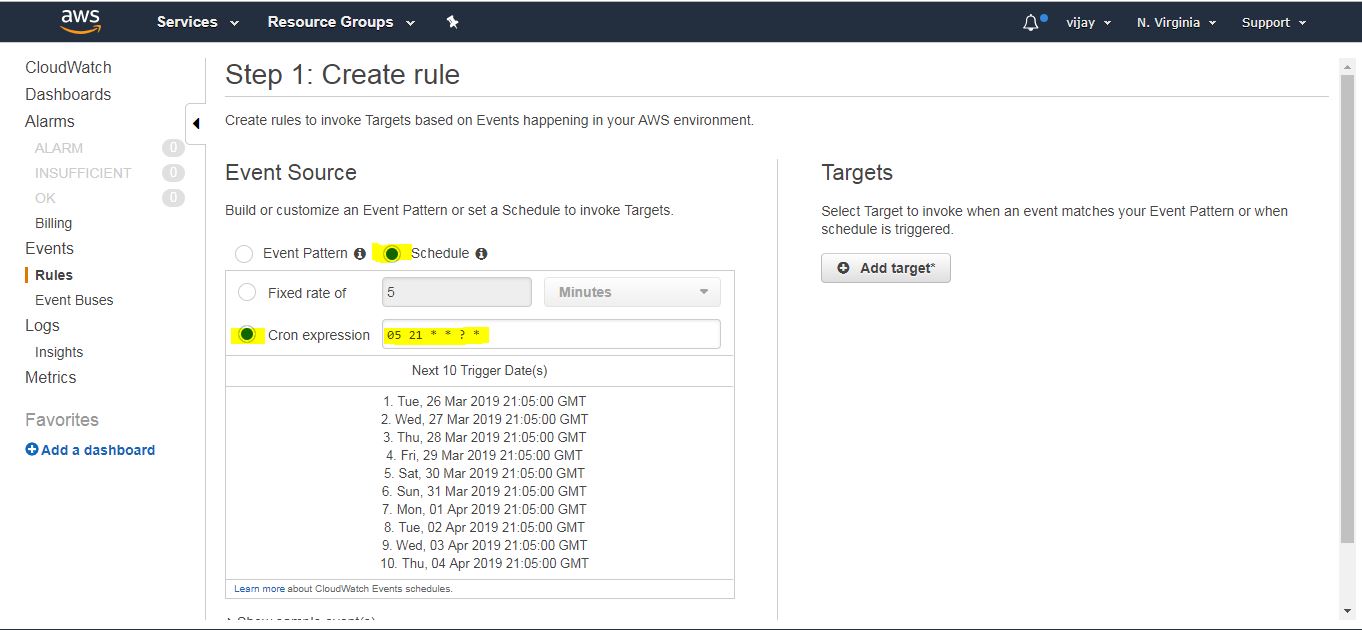 aws Services Resource Groups vijay N. Virginia Support
CloudWatch
Dashboards
Alarms
ALARM 0
INSUFFICIENT 0
OK 0
Billing
Events
Rules
Event Buses
Logs
Insights
Metrics
Favorites
Add a dashboard
Step 1: Create rule
Create rules to invoke Targets based on Events happening in your AWS environment.
Event Source
Build or customize an Event Pattern or set a Schedule to invoke Targets.
Event Pattern Schedule
Fixed rate of 5 Minutes
Cron expression 05 21 * * ? *
Next 10 Trigger Date(s)
1. Tue, 26 Mar 2019 21:05:00 GMT
2. Wed, 27 Mar 2019 21:05:00 GMT
3. Thu, 28 Mar 2019 21:05:00 GMT
4. Fri, 29 Mar 2019 21:05:00 GMT
5. Sat, 30 Mar 2019 21:05:00 GMT
6. Sun, 31 Mar 2019 21:05:00 GMT
7. Mon, 01 Apr 2019 21:05:00 GMT
8. Tue, 02 Apr 2019 21:05:00 GMT
9. Wed, 03 Apr 2019 21:05:00 GMT
10. Thu, 04 Apr 2019 21:05:00 GMT
Learn more about CloudWatch Events schedules.
Show sample event(s)
Targets
Select Target to invoke when an event matches your Event Pattern or when
schedule is triggered.
Add target*